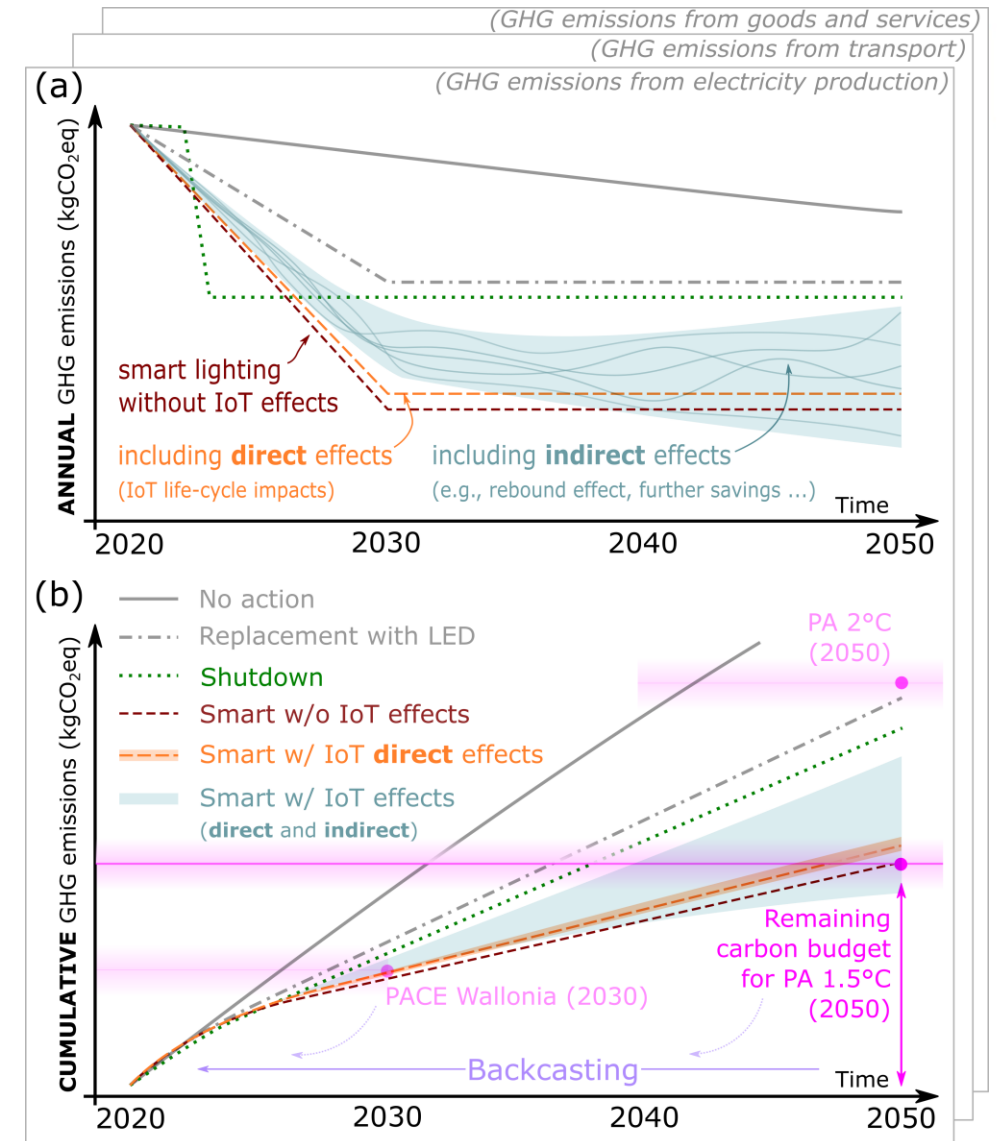 (GHG emissions from goods and services)
(GHG emissions from transport)
(GHG emissions from electricity production)
(a)
ANNUAL GHG emissions (kgCO₂eq)
smart lighting
without IoT effects
including direct effects
(IoT life-cycle impacts)
including indirect effects
(e.g., rebound effect, further savings ...)
Time
2020
2030
2040
2050
(b)
CUMULATIVE GHG emissions (kgCO₂eq)
No action
Replacement with LED
Shutdown
Smart w/o IoT effects
Smart w/ IoT direct effects
Smart w/ IoT effects
(direct and indirect)
PA 2°C
(2050)
Remaining
carbon budget
for PA 1.5°C
(2050)
PACE Wallonia (2030)
Backcasting
Time
2020
2030
2040
2050